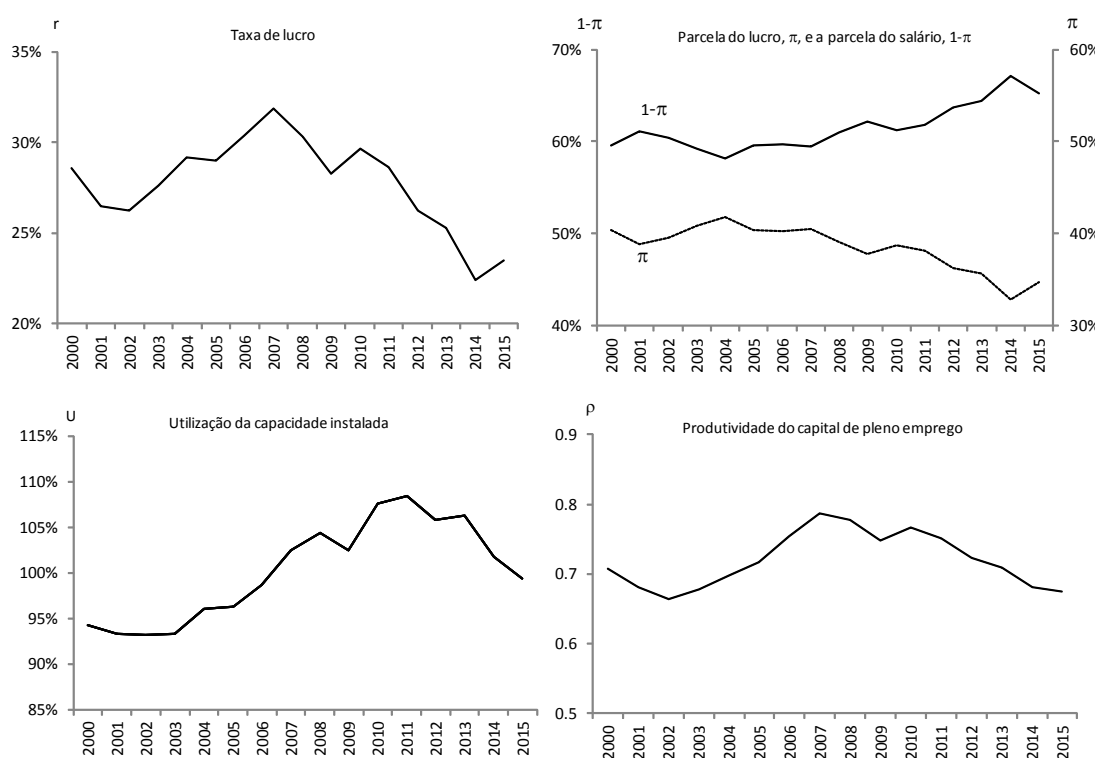 r
Taxa de lucro
35%
30%
25%
20%
2000 2001 2002 2003 2004 2005 2006 2007 2008 2009 2010 2011 2012 2013 2014 2015
1-π
π
Parcela do lucro, π, e a parcela do salário, 1-π
70%
60%
50%
40%
60%
50%
40%
30%
1-π
π
2000 2001 2002 2003 2004 2005 2006 2007 2008 2009 2010 2011 2012 2013 2014 2015
U
Utilização da capacidade instalada
115%
110%
105%
100%
95%
90%
85%
2000 2001 2002 2003 2004 2005 2006 2007 2008 2009 2010 2011 2012 2013 2014 2015
ρ
Produtividade do capital de pleno emprego
0.9
0.8
0.7
0.6
0.5
2000 2001 2002 2003 2004 2005 2006 2007 2008 2009 2010 2011 2012 2013 2014 2015